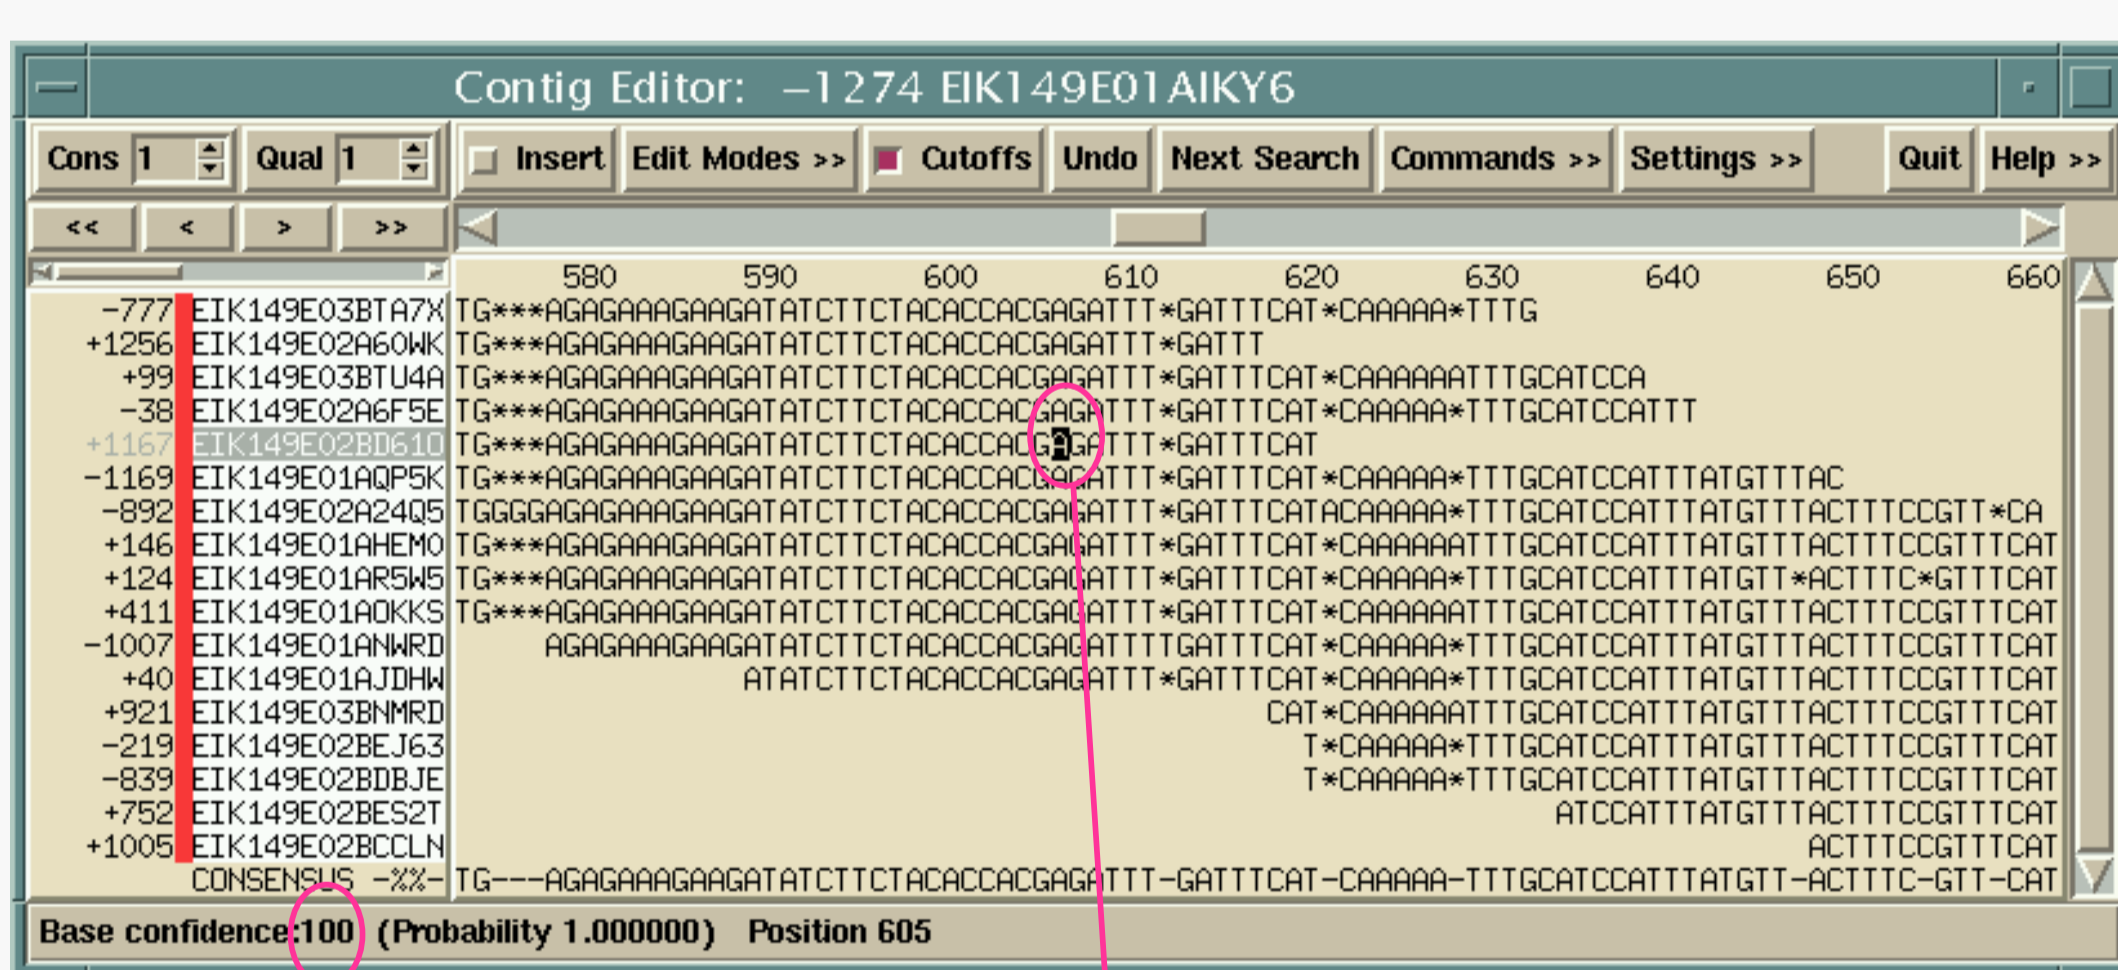 Contig Editor: -1274 EIK149E01AIKY6
Cons 1 Qual 1 Insert Edit Modes >> Cutoffs Undo Next Search Commands >> Settings >> Quit Help >>
<< < > >>
580 590 600 610 620 630 640 650 660
-777 EIK149E03BTA7X TG***AGAGAAAGAAGATATCTTCTACACCACGAGATTT*GATTTCAT*CAAAAA*TTTG
+1256 EIK149E02A60WK TG***AGAGAAAGAAGATATCTTCTACACCACGAGATTT*GATTT
+99 EIK149E03BTU4A TG***AGAGAAAGAAGATATCTTCTACACCACGAGATTT*GATTTCAT*CAAAAAATTTGCATCCA
-38 EIK149E02A6F5E TG***AGAGAAAGAAGATATCTTCTACACCACGAGATTT*GATTTCAT*CAAAAA*TTTGCATCCATTT
+1167 EIK149E02BD61O TG***AGAGAAAGAAGATATCTTCTACACCACGAGATTT*GATTTCAT
-1169 EIK149E01AQP5K TG***AGAGAAAGAAGATATCTTCTACACCACGAGATTT*GATTTCAT*CAAAAA*TTTGCATCCATTTATGTTTAC
-892 EIK149E02A24Q5 TGGGGAGAGAAAGAAGATATCTTCTACACCACGAGATTT*GATTTCATACAAAAA*TTTGCATCCATTTATGTTTACTTTCCGTT*CA
+146 EIK149E01AHEMO TG***AGAGAAAGAAGATATCTTCTACACCACGAGATTT*GATTTCAT*CAAAAAATTTGCATCCATTTATGTTTACTTTCCGTTTCAT
+124 EIK149E01AR5W5 TG***AGAGAAAGAAGATATCTTCTACACCACGAGATTT*GATTTCAT*CAAAAA*TTTGCATCCATTTATGTT*ACTTTC*GTTTCAT
+411 EIK149E01AOKKS TG***AGAGAAAGAAGATATCTTCTACACCACGAGATTT*GATTTCAT*CAAAAAATTTGCATCCATTTATGTTTACTTTCCGTTTCAT
-1007 EIK149E01ANWRD AGAGAAAGAAGATATCTTCTACACCACGAGATTTTGATTTCAT*CAAAAA*TTTGCATCCATTTATGTTTACTTTCCGTTTCAT
+40 EIK149E01AJDHW ATATCTTCTACACCACGAGATTT*GATTTCAT*CAAAAA*TTTGCATCCATTTATGTTTACTTTCCGTTTCAT
+921 EIK149E03BNMRD CAT*CAAAAAATTTGCATCCATTTATGTTTACTTTCCGTTTCAT
-219 EIK149E02BEJ63 T*CAAAAA*TTTGCATCCATTTATGTTTACTTTCCGTTTCAT
-839 EIK149E02BDBJE T*CAAAAA*TTTGCATCCATTTATGTTTACTTTCCGTTTCAT
+752 EIK149E02BES2T ATCCATTTATGTTTACTTTCCGTTTCAT
+1005 EIK149E02BCCLN ACTTTCCGTTTCAT
CONSENSUS -%%- TG---AGAGAAAGAAGATATCTTCTACACCACGAGATTT-GATTTCAT-CAAAAA-TTTGCATCCATTTATGTT-ACTTTC-GTT-CAT
Base confidence:100 (Probability 1.000000) Position 605